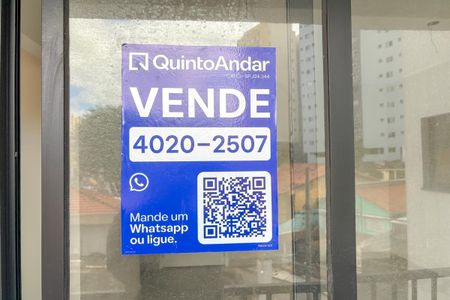 QuintoAndar
VENDE
4020-2507
Mande um
Whatsapp
ou ligue.